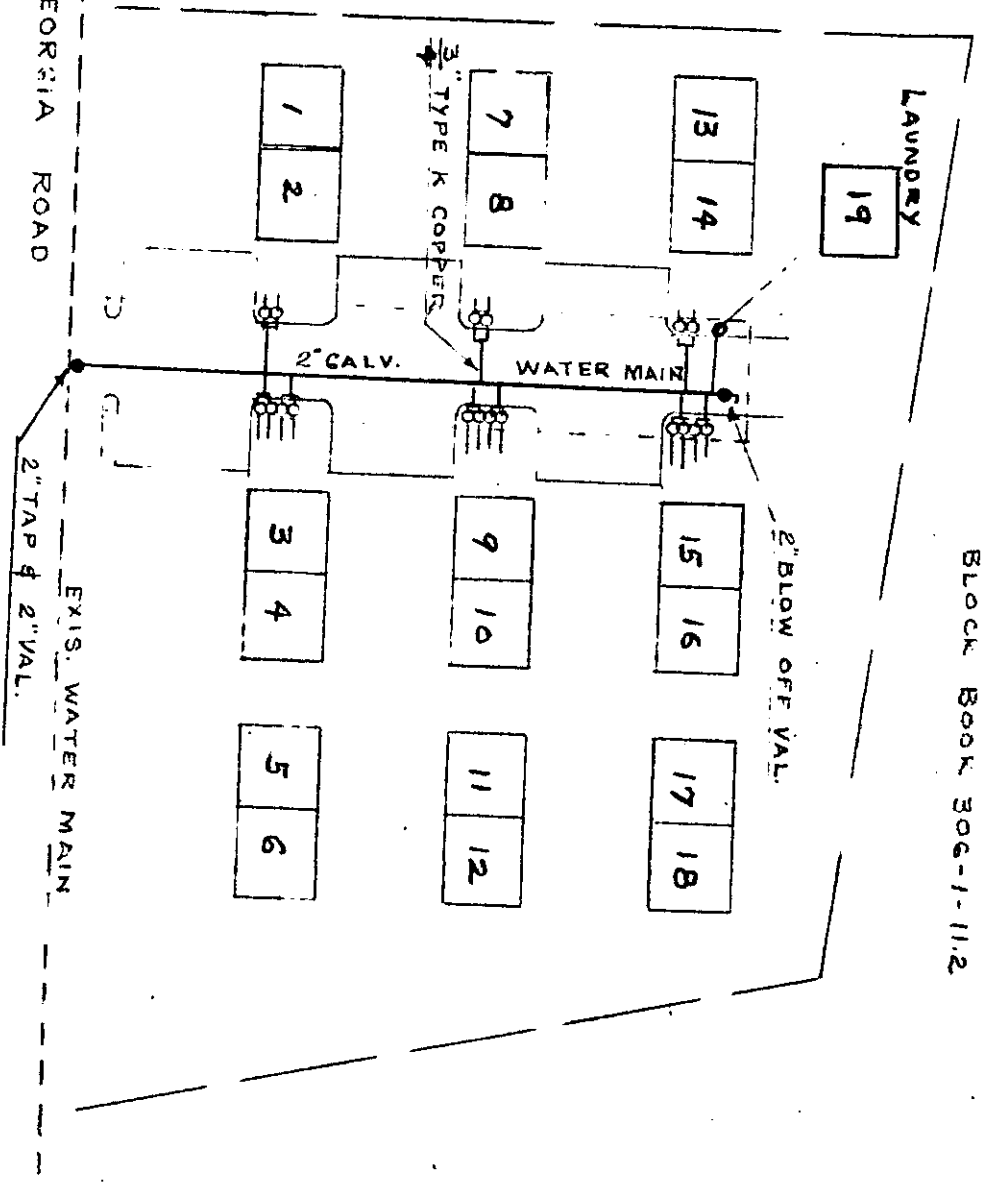 BLOCK BOOK 306-1-11.2
LAUNDRY
19
13
14
15
16
17
18
2" BLOW OFF VAL.
7
8
9
10
11
12
3/4" TYPE K COPPER
2" GALV. WATER MAIN
1
2
3
4
5
6
EORGIA ROAD
EXIS. WATER MAIN
2" TAP & 2" VAL.